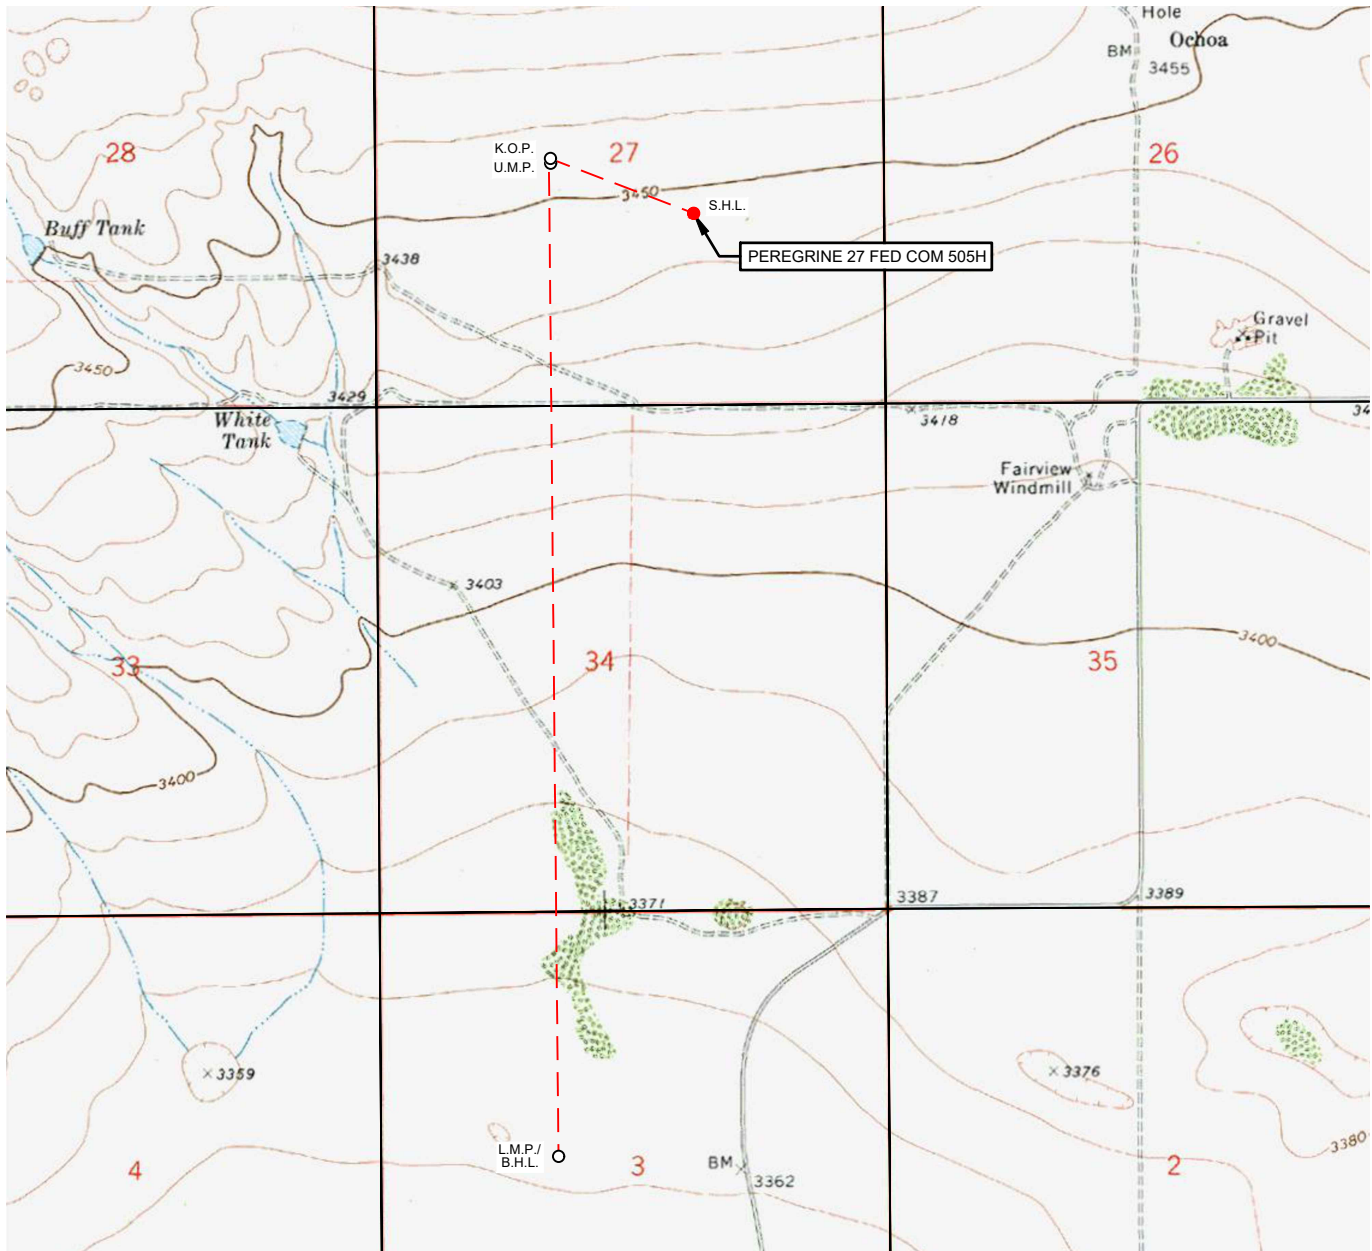 Hole
Ochoa
BM
3455
28
K.O.P.
U.M.P.
27
26
3450
S.H.L.
Buff Tank
PEREGRINE 27 FED COM 505H
3438
Gravel
Pit
3450
3429
White
Tank
3418
34
Fairview
Windmill
3403
3400
33
34
35
3400
3371
3387
3389
3359
3376
3380
L.M.P./
B.H.L.
4
3
BM
3362
2